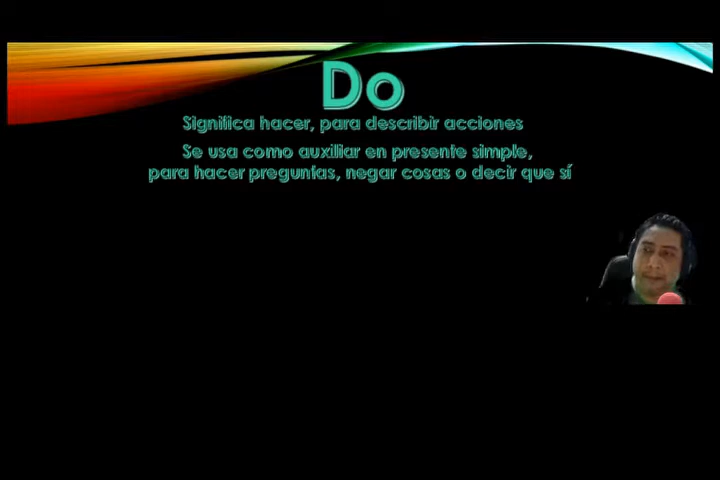 Do
Significa hacer, para describir acciones
Se usa como auxiliar en presente simple,
para hacer preguntas, negar cosas o decir que sí